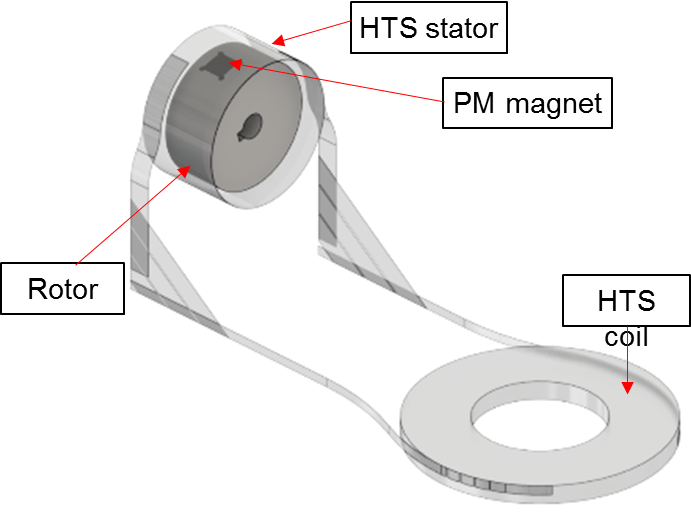 HTS stator
PM magnet
Rotor
HTS
coil